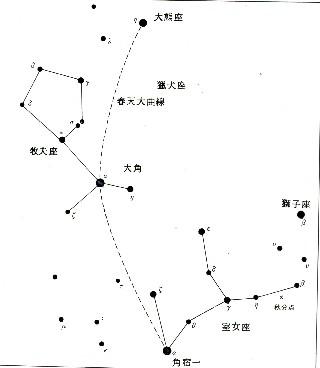 η 大熊座
λ
獵犬座
春天大曲線
δ
γ
β
ρ
牧夫座
α
大角
η
ζ
獅子座
β
ε
ο
ν
δ
ζ
γ
η
β
θ
秋分点
室女座
τ
μ
ι
κ
α
角宿一